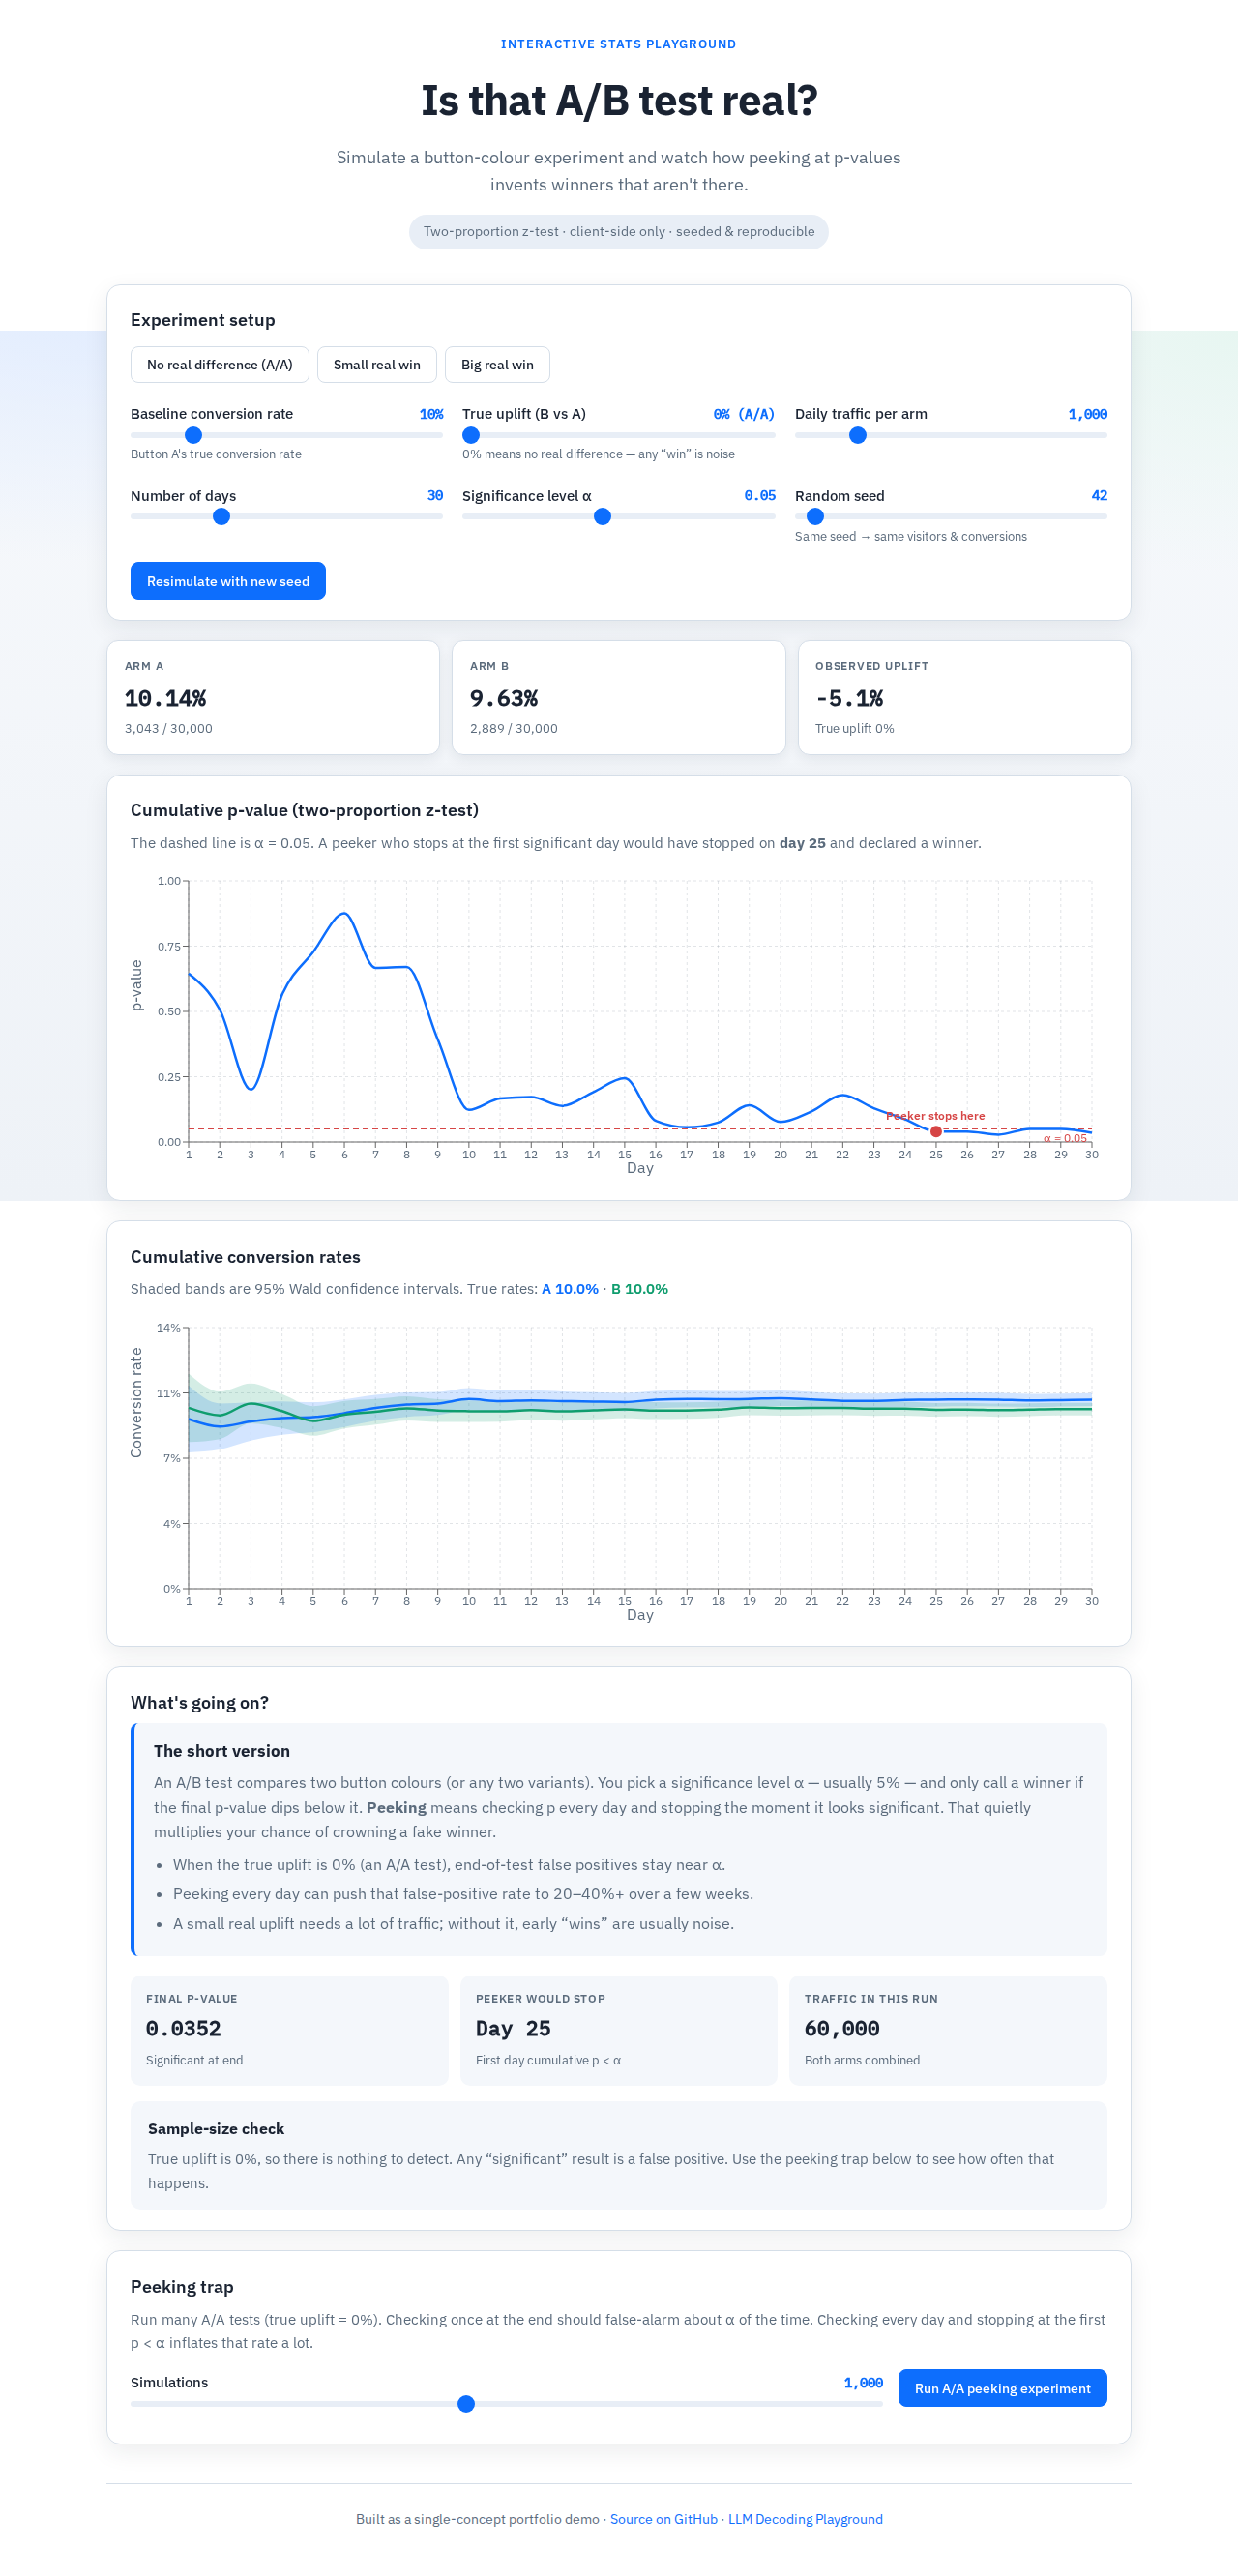 INTERACTIVE STATS PLAYGROUND
Is that A/B test real?
Simulate a button-colour experiment and watch how peeking at p-values
invents winners that aren't there.
Two-proportion z-test · client-side only · seeded & reproducible
Experiment setup
No real difference (A/A)
Small real win
Big real win
Baseline conversion rate 10%
Button A's true conversion rate
True uplift (B vs A) 0% (A/A)
0% means no real difference — any “win” is noise
Daily traffic per arm 1,000
Number of days 30
Significance level α 0.05
Random seed 42
Same seed → same visitors & conversions
Resimulate with new seed
ARM A
10.14%
3,043 / 30,000
ARM B
9.63%
2,889 / 30,000
OBSERVED UPLIFT
-5.1%
True uplift 0%
Cumulative p-value (two-proportion z-test)
The dashed line is α = 0.05. A peeker who stops at the first significant day would have stopped on day 25 and declared a winner.
p-value
1.00
0.75
0.50
0.25
0.00
Peeker stops here
α = 0.05
1 2 3 4 5 6 7 8 9 10 11 12 13 14 15 16 17 18 19 20 21 22 23 24 25 26 27 28 29 30
Day
Cumulative conversion rates
Shaded bands are 95% Wald confidence intervals. True rates: A 10.0% · B 10.0%
Conversion rate
14%
11%
7%
4%
0%
1 2 3 4 5 6 7 8 9 10 11 12 13 14 15 16 17 18 19 20 21 22 23 24 25 26 27 28 29 30
Day
What's going on?
The short version
An A/B test compares two button colours (or any two variants). You pick a significance level α — usually 5% — and only call a winner if
the final p-value dips below it. Peeking means checking p every day and stopping the moment it looks significant. That quietly
multiplies your chance of crowning a fake winner.
• When the true uplift is 0% (an A/A test), end-of-test false positives stay near α.
• Peeking every day can push that false-positive rate to 20–40%+ over a few weeks.
• A small real uplift needs a lot of traffic; without it, early “wins” are usually noise.
FINAL P-VALUE
0.0352
Significant at end
PEEKER WOULD STOP
Day 25
First day cumulative p < α
TRAFFIC IN THIS RUN
60,000
Both arms combined
Sample-size check
True uplift is 0%, so there is nothing to detect. Any “significant” result is a false positive. Use the peeking trap below to see how often that
happens.
Peeking trap
Run many A/A tests (true uplift = 0%). Checking once at the end should false-alarm about α of the time. Checking every day and stopping at the first
p < α inflates that rate a lot.
Simulations 1,000
Run A/A peeking experiment
Built as a single-concept portfolio demo · Source on GitHub · LLM Decoding Playground